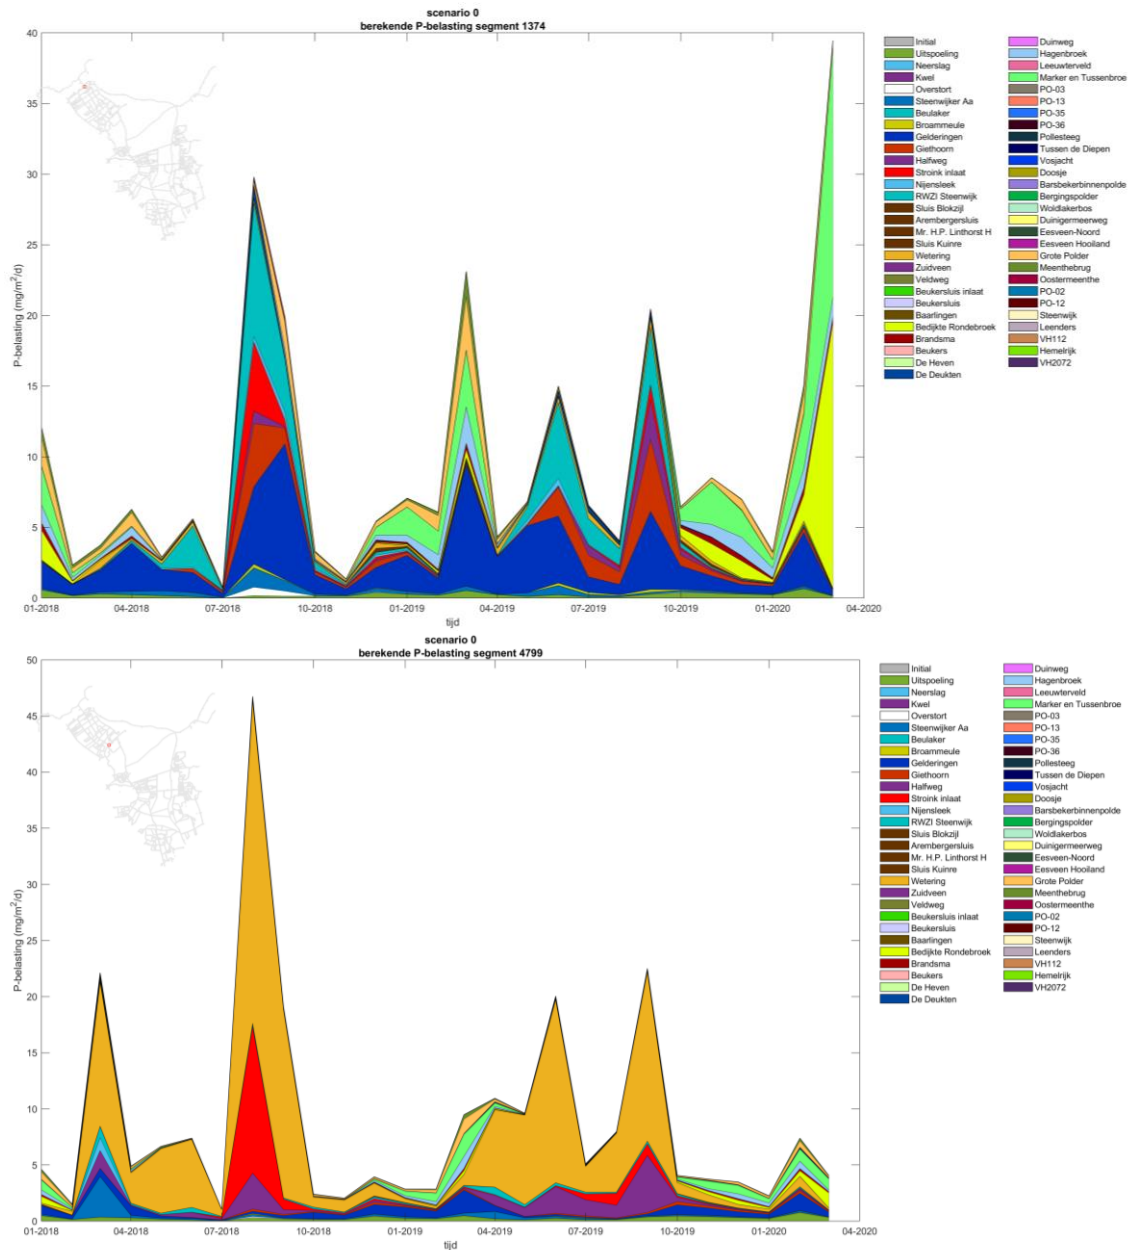 scenario 0
berekende P-belasting segment 1374
P-belasting (mg/m²/d)
40
35
30
25
20
15
10
5
0
01-2018
04-2018
07-2018
10-2018
01-2019
04-2019
07-2019
10-2019
01-2020
04-2020
tijd
Initial
Uitspoeling
Neerslag
Kwel
Overstort
Steenwijker Aa
Beulaker
Broammeule
Gelderingen
Giethoorn
Halfweg
Stroink inlaat
Nijensleek
RWZI Steenwijk
Sluis Blokzijl
Arembergersluis
Mr. H.P. Linthorst H
Sluis Kuinre
Wetering
Zuidveen
Veldweg
Beukersluis inlaat
Beukersluis
Baarlingen
Bedijkte Rondebroek
Brandsma
Beukers
De Heven
De Deukten
Duinweg
Hagenbroek
Leeuwterveld
Marker en Tussenbroe
PO-03
PO-13
PO-35
PO-36
Pollesteeg
Tussen de Diepen
Vosjacht
Doosje
Barsbekerbinnenpolde
Bergingspolder
Woldlakerbos
Duinigermeerweg
Eesveen-Noord
Eesveen Hooiland
Grote Polder
Meenthebrug
Oostermeenthe
PO-02
PO-12
Steenwijk
Leenders
VH112
Hemelrijk
VH2072
scenario 0
berekende P-belasting segment 4799
P-belasting (mg/m²/d)
50
45
40
35
30
25
20
15
10
5
0
01-2018
04-2018
07-2018
10-2018
01-2019
04-2019
07-2019
10-2019
01-2020
04-2020
tijd
Initial
Uitspoeling
Neerslag
Kwel
Overstort
Steenwijker Aa
Beulaker
Broammeule
Gelderingen
Giethoorn
Halfweg
Stroink inlaat
Nijensleek
RWZI Steenwijk
Sluis Blokzijl
Arembergersluis
Mr. H.P. Linthorst H
Sluis Kuinre
Wetering
Zuidveen
Veldweg
Beukersluis inlaat
Beukersluis
Baarlingen
Bedijkte Rondebroek
Brandsma
Beukers
De Heven
De Deukten
Duinweg
Hagenbroek
Leeuwterveld
Marker en Tussenbroe
PO-03
PO-13
PO-35
PO-36
Pollesteeg
Tussen de Diepen
Vosjacht
Doosje
Barsbekerbinnenpolde
Bergingspolder
Woldlakerbos
Duinigermeerweg
Eesveen-Noord
Eesveen Hooiland
Grote Polder
Meenthebrug
Oostermeenthe
PO-02
PO-12
Steenwijk
Leenders
VH112
Hemelrijk
VH2072